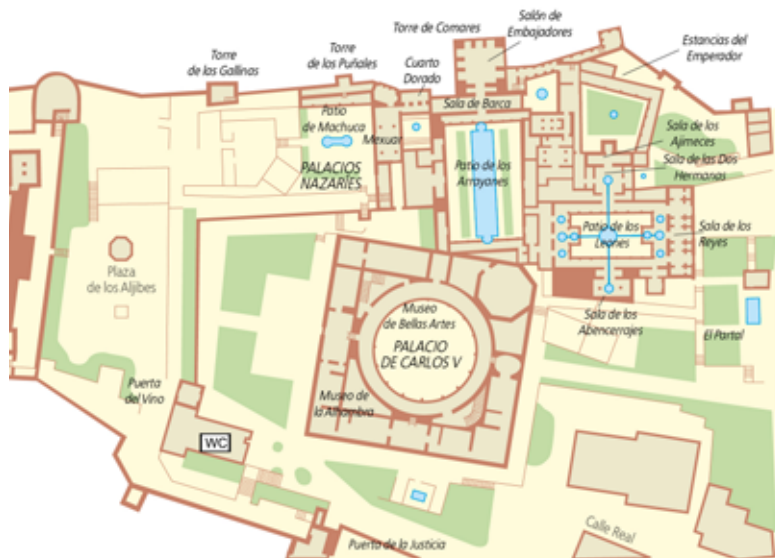 Torre de Comares
Salón de
Embajadores
Torre
de las Gallinas
Torre
de los Puñales
Cuarto
Dorado
Estancias del
Emperador
Sala de Barca
Patio
de Machuca
Mexuar
PALACIOS
NAZARÍES
Patio de los
Arrayanes
Sala de los
Ajimeces
Sala de las Dos
Hermanas
Patio de los
Leones
Sala de los
Reyes
Plaza
de los Aljibes
Museo
de Bellas Artes
PALACIO
DE CARLOS V
Sala de los
Abencerrajes
El Partal
Puerta
del Vino
Museo de
la Alhambra
WC
Calle Real
Puerta de la Justicia